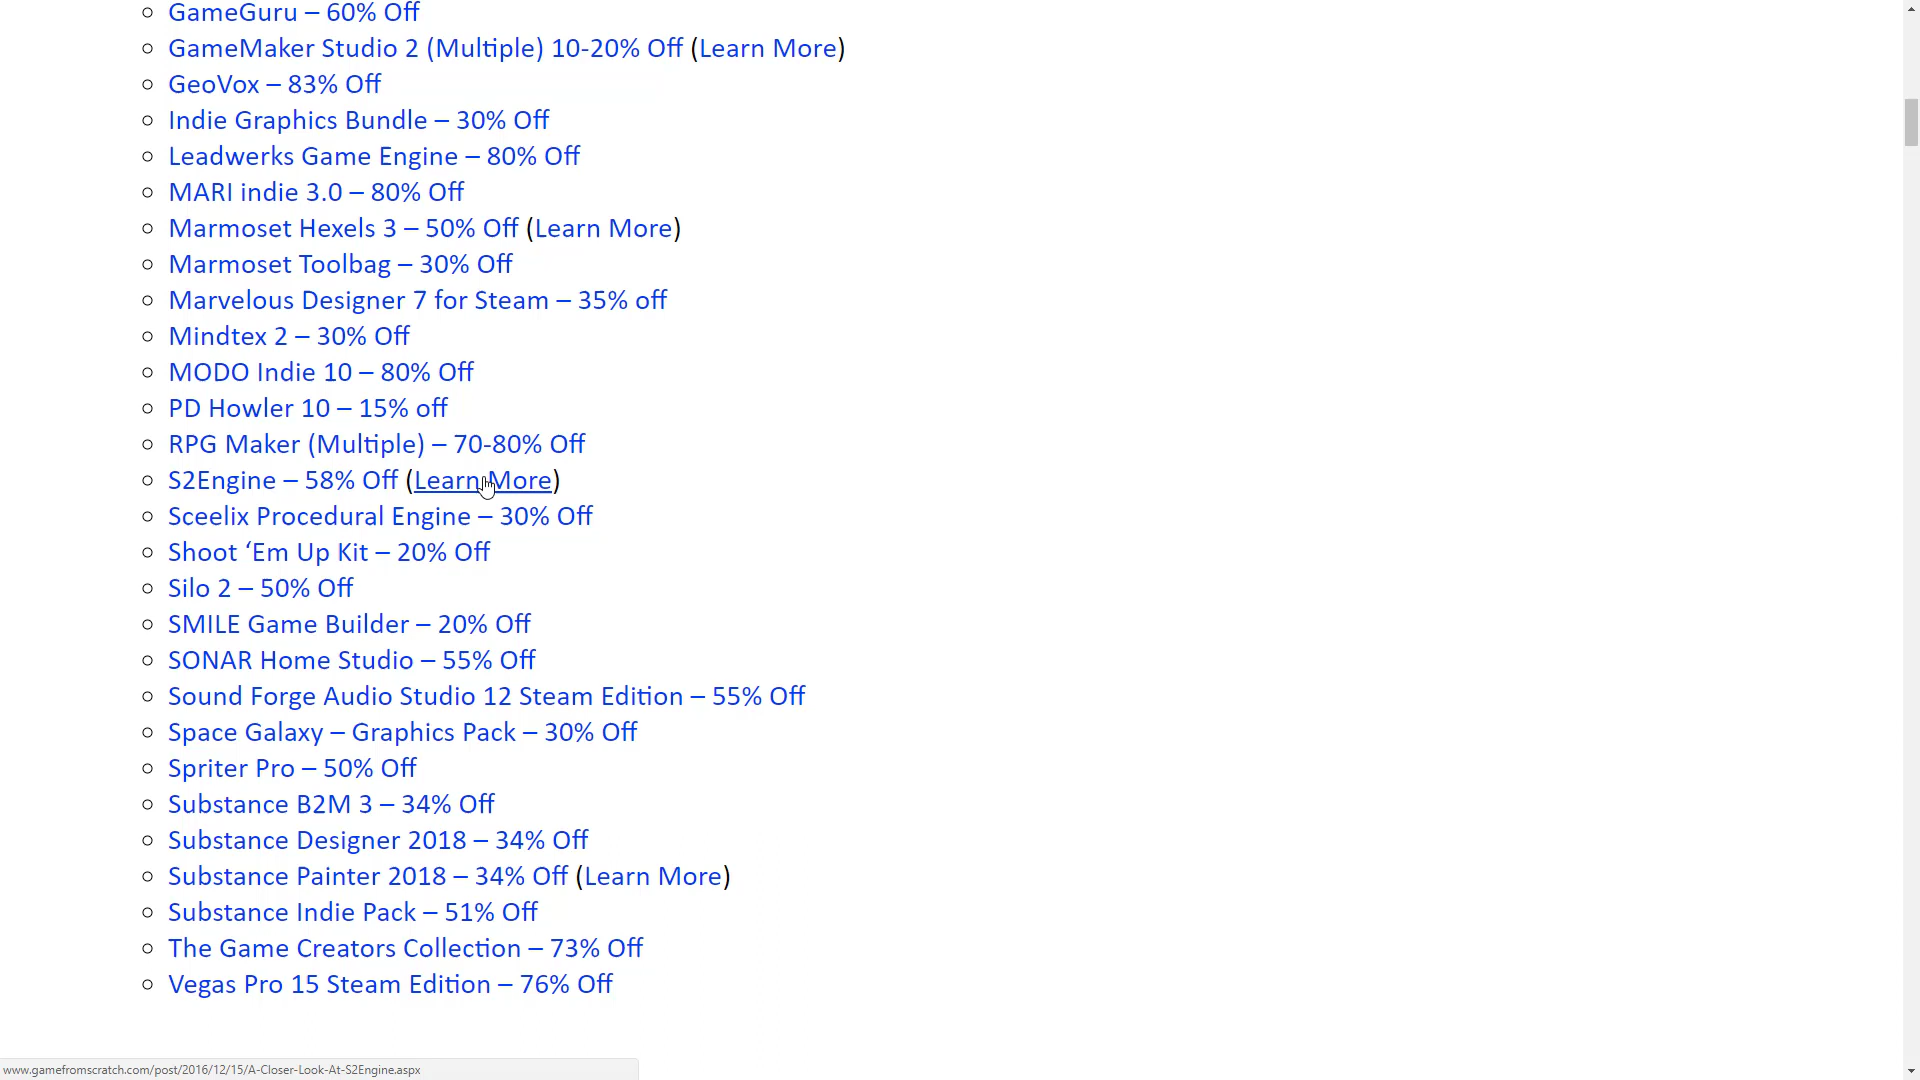 GameGuru – 60% Off
GameMaker Studio 2 (Multiple) 10-20% Off (Learn More)
GeoVox – 83% Off
Indie Graphics Bundle – 30% Off
Leadwerks Game Engine – 80% Off
MARI indie 3.0 – 80% Off
Marmoset Hexels 3 – 50% Off (Learn More)
Marmoset Toolbag – 30% Off
Marvelous Designer 7 for Steam – 35% off
Mindtex 2 – 30% Off
MODO Indie 10 – 80% Off
PD Howler 10 – 15% off
RPG Maker (Multiple) – 70-80% Off
S2Engine – 58% Off (Learn More)
Sceelix Procedural Engine – 30% Off
Shoot ‘Em Up Kit – 20% Off
Silo 2 – 50% Off
SMILE Game Builder – 20% Off
SONAR Home Studio – 55% Off
Sound Forge Audio Studio 12 Steam Edition – 55% Off
Space Galaxy – Graphics Pack – 30% Off
Spriter Pro – 50% Off
Substance B2M 3 – 34% Off
Substance Designer 2018 – 34% Off
Substance Painter 2018 – 34% Off (Learn More)
Substance Indie Pack – 51% Off
The Game Creators Collection – 73% Off
Vegas Pro 15 Steam Edition – 76% Off
www.gamefromscratch.com/post/2016/12/15/A-Closer-Look-At-S2Engine.aspx